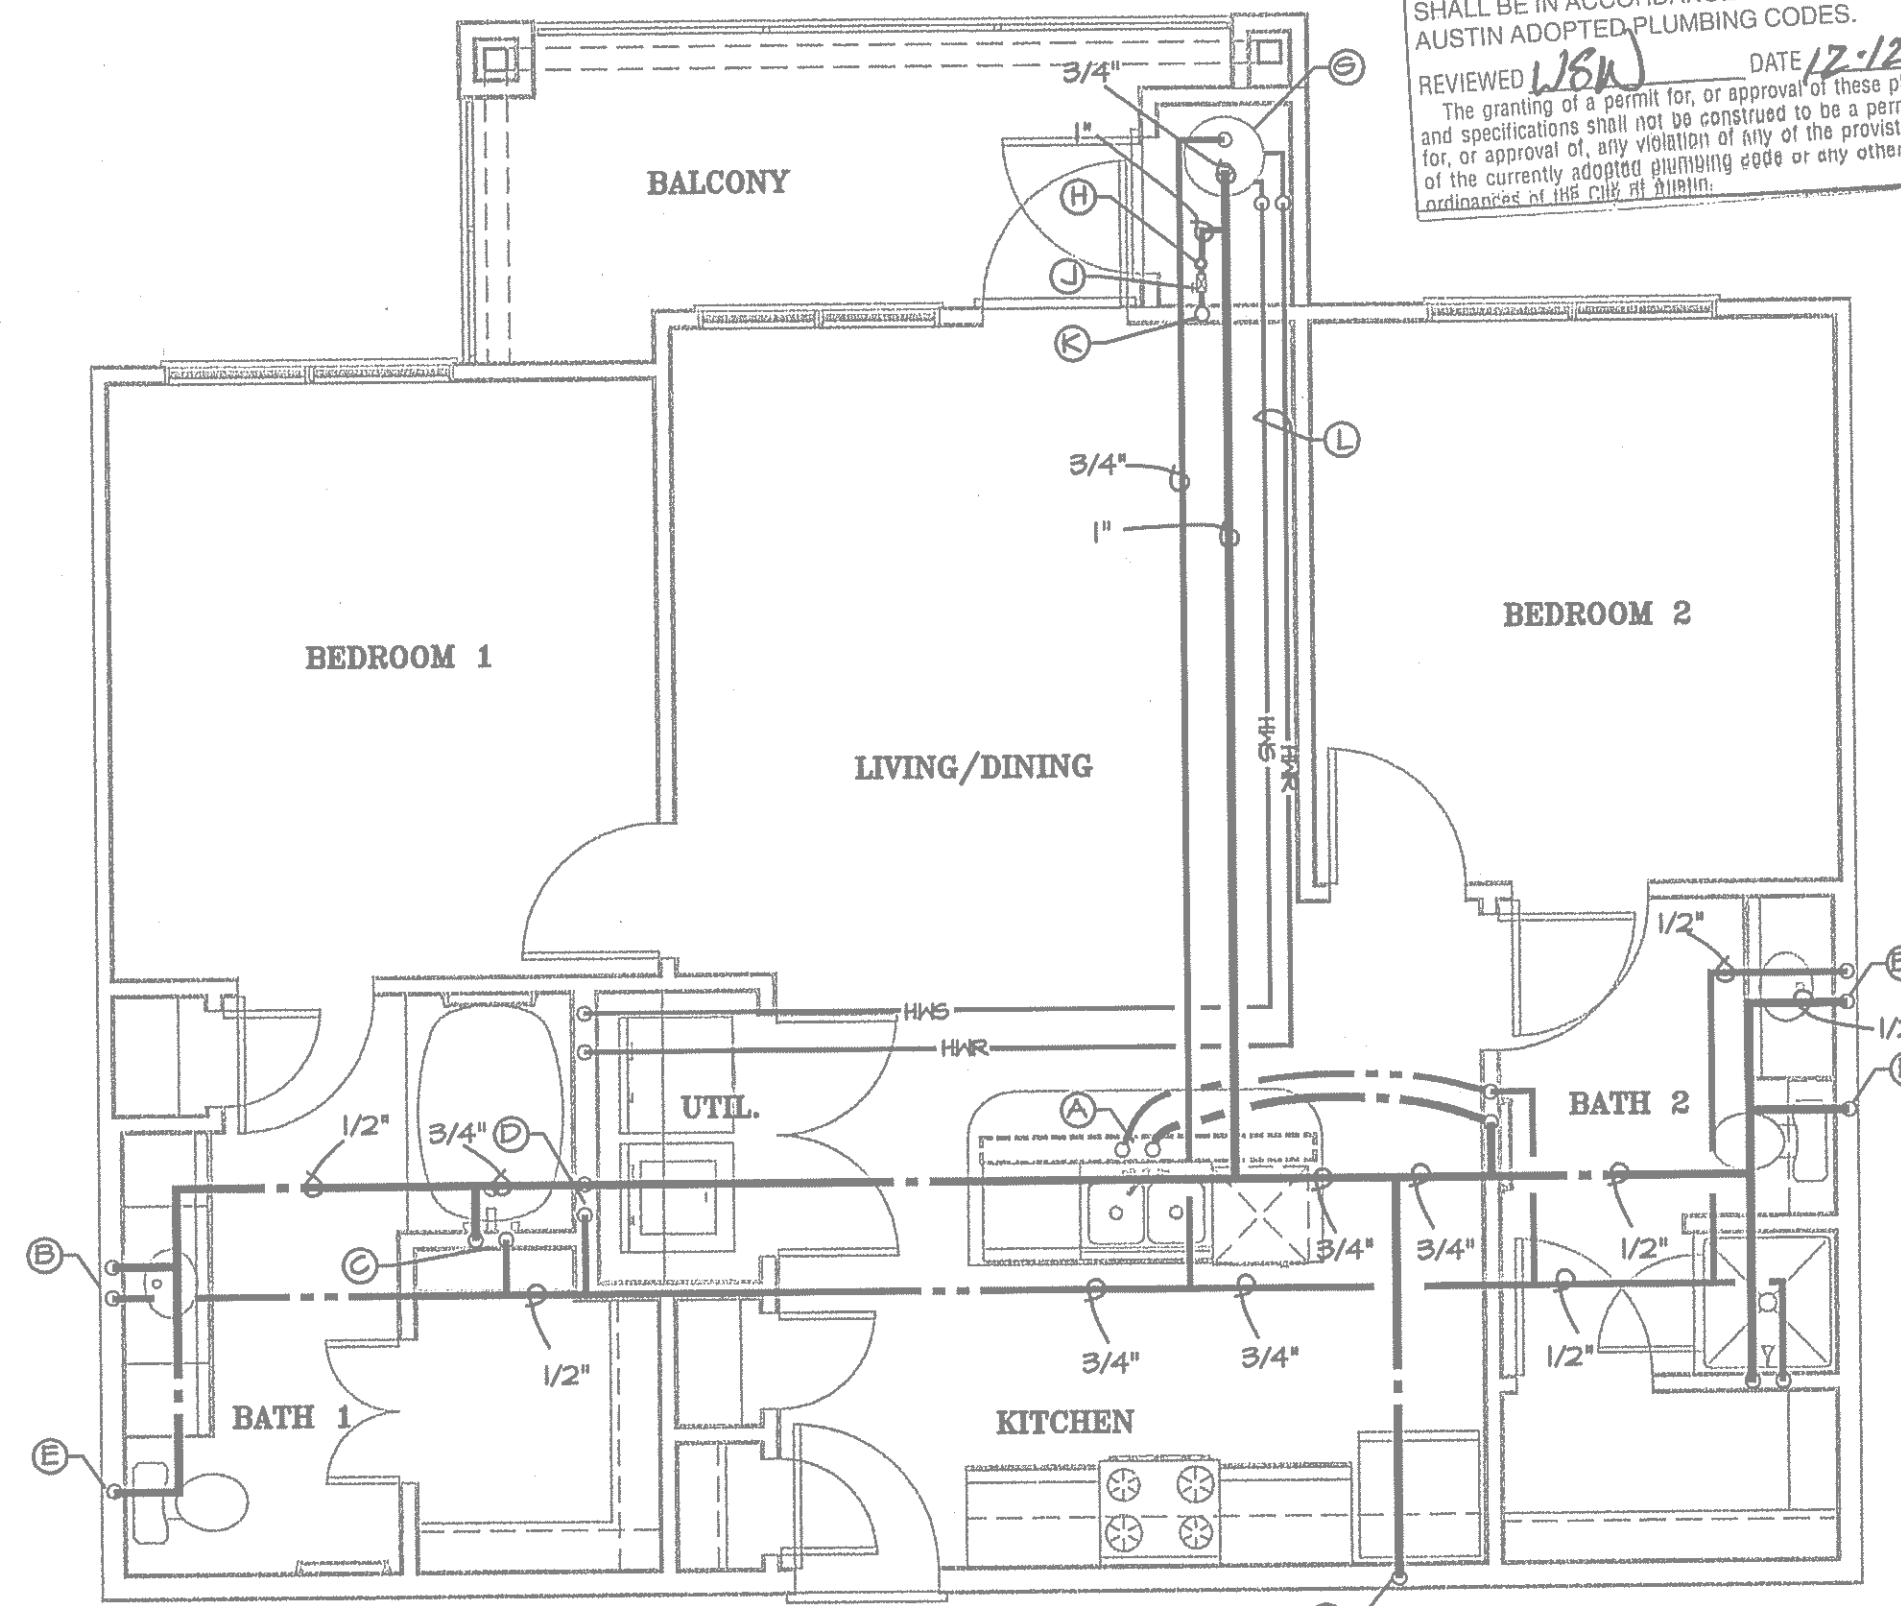 SHALL BE IN
AUSTIN ADOPTED PLUMBING CODES.
REVIEWED WSW DATE 12-12
The granting of a permit for, or approval of these
and specifications shall not be construed to be a
for, or approval of, any violation of any of the
of the currently adopted plumbing code or any other
ordinances of the City of Austin.
3/4"
G
1"
BALCONY
H
J
K
L
3/4"
1"
BEDROOM 2
BEDROOM 1
HWS
HWR
LIVING/DINING
1/2"
HWS
HWR
A
UTIL.
BATH 2
1/2"
3/4"
D
B
C
3/4"
3/4"
1/2"
3/4"
3/4"
1/2"
1/2"
BATH 1
KITCHEN
E